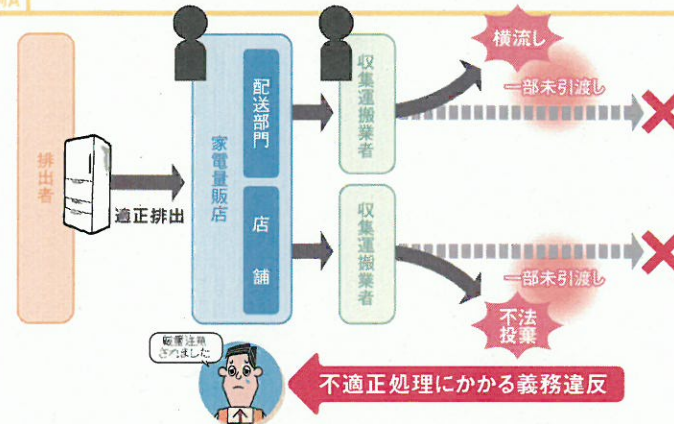 排出者
適正排出
家電量販店
配送部門
店舗
収集運搬業者
収集運搬業者
横流し
一部未引渡し
一部未引渡し
不法
投棄
厳重注意
されました
不適正処理にかかる義務違反